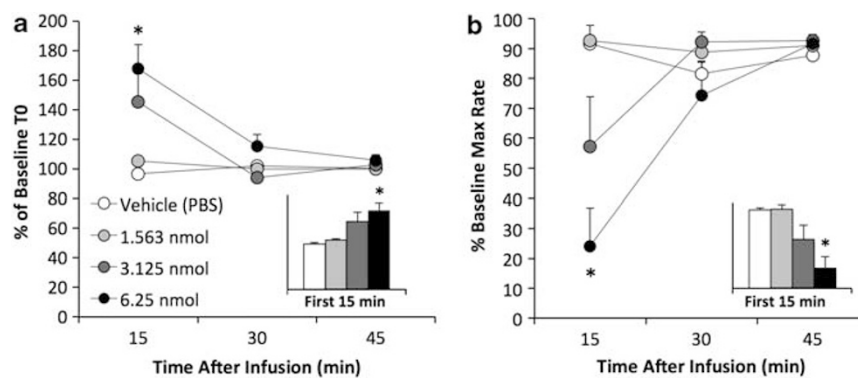 a
% of Baseline T0
200
180
160
140
120
100
80
60
40
20
0
*
Vehicle (PBS)
1.563 nmol
3.125 nmol
6.25 nmol
*
First 15 min
15 30 45
Time After Infusion (min)
b
% Baseline Max Rate
100
90
80
70
60
50
40
30
20
10
0
*
*
First 15 min
15 30 45
Time After Infusion (min)